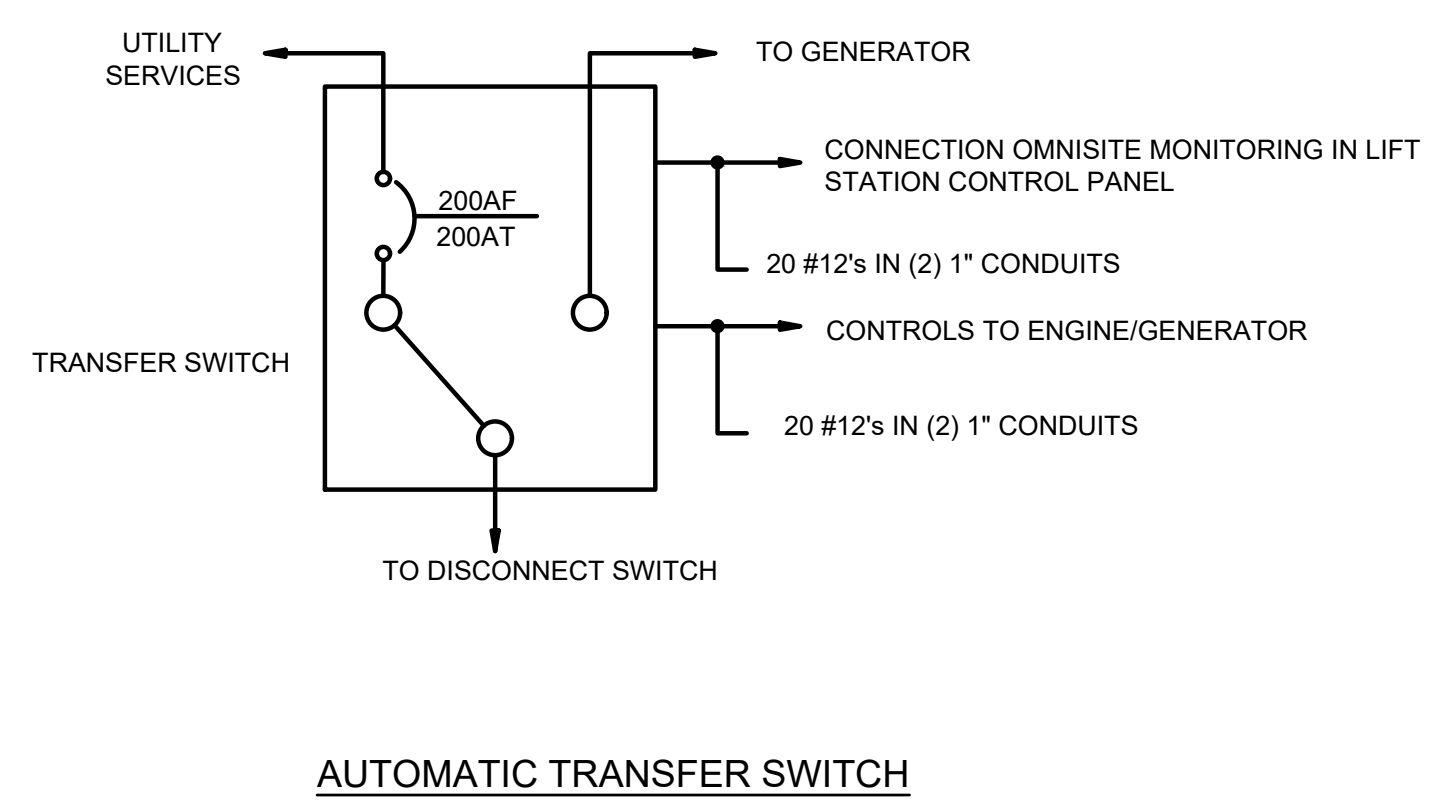 UTILITY
SERVICES
TO GENERATOR
CONNECTION OMNISITE MONITORING IN LIFT
STATION CONTROL PANEL
200AF
200AT
20 #12's IN (2) 1" CONDUITS
CONTROLS TO ENGINE/GENERATOR
TRANSFER SWITCH
20 #12's IN (2) 1" CONDUITS
TO DISCONNECT SWITCH
AUTOMATIC TRANSFER SWITCH